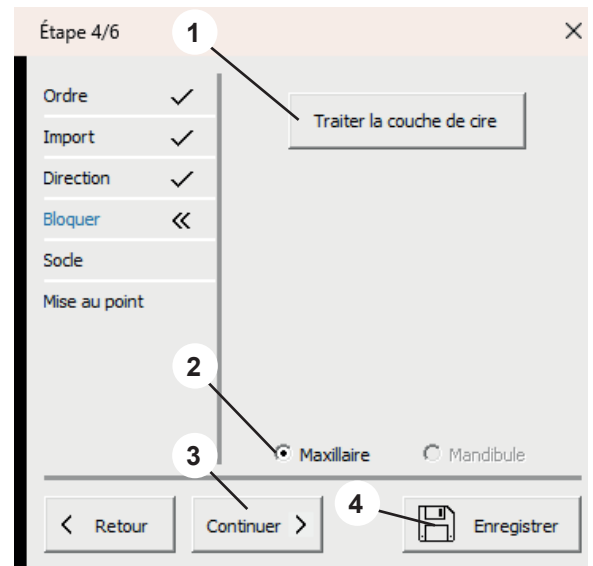 Étape 4/6
1
Ordre
Traiter la couche de cire
Import
Direction
Bloquer
Socle
Mise au point
2
Maxillaire
Mandibule
3
4
Retour
Continuer
Enregistrer